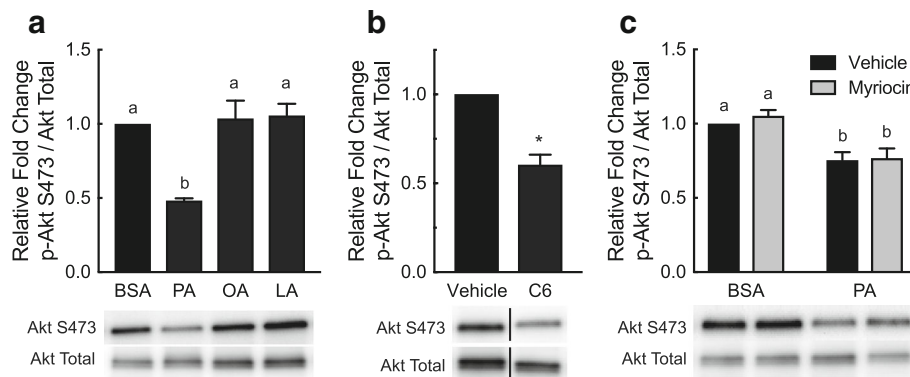 a
Relative Fold Change
p-Akt S473 / Akt Total
1.5
1.0
0.5
0.0
a
b
a
a
BSA PA OA LA
Akt S473
Akt Total
b
Relative Fold Change
p-Akt S473 / Akt Total
1.5
1.0
0.5
0.0
*
Vehicle C6
Akt S473
Akt Total
c
Relative Fold Change
p-Akt S473 / Akt Total
1.5
1.0
0.5
0.0
Vehicle
Myriocin
a
a
b
b
BSA PA
Akt S473
Akt Total